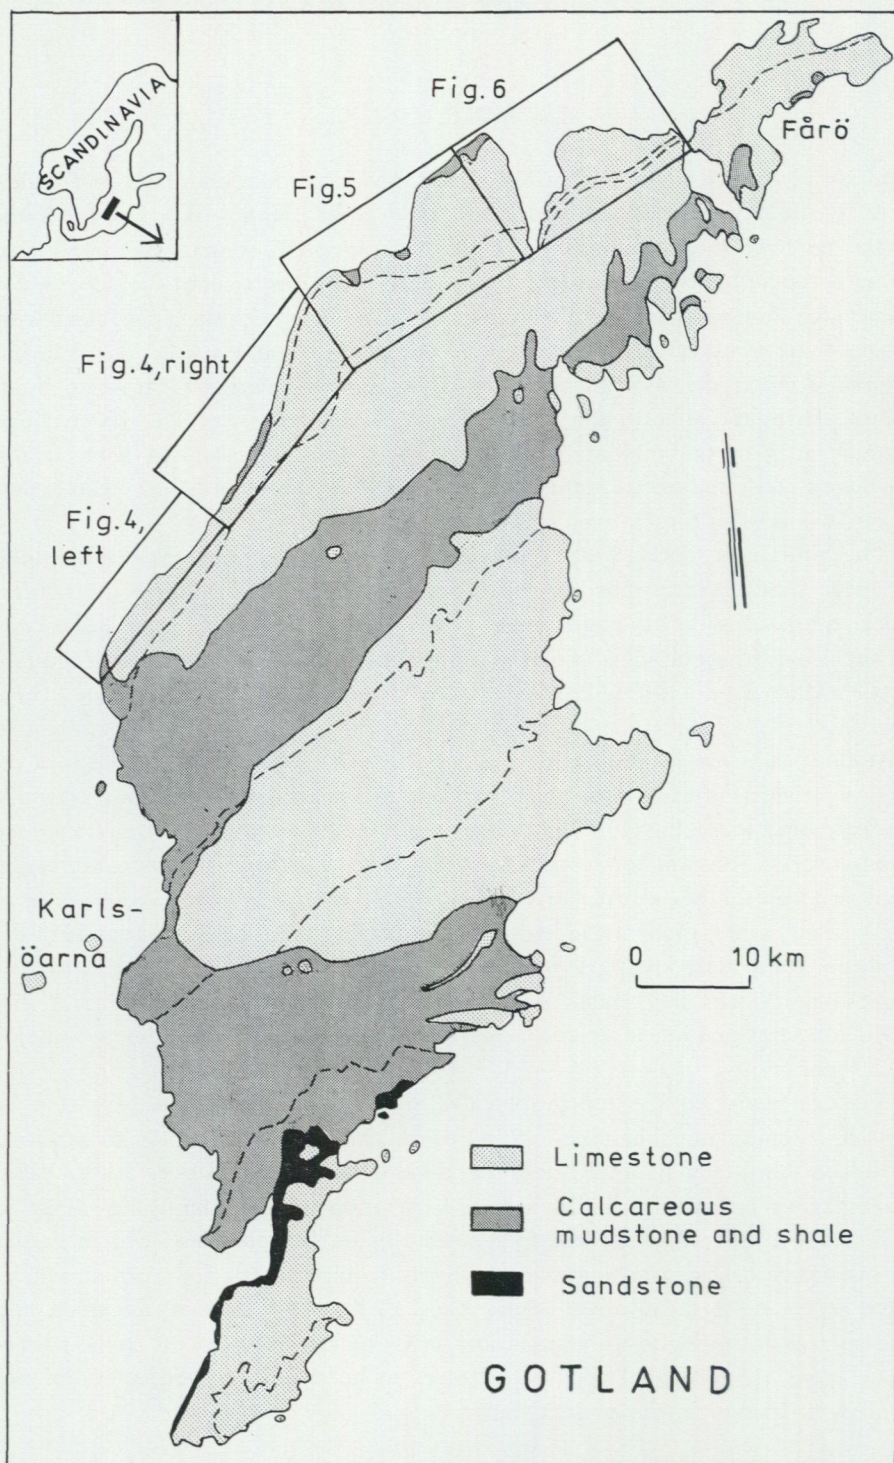 SCANDINAVIA
Fig.6
Fårö
Fig.5
Fig.4,right
Fig.4,
left
Karls-
öarna
0 10 km
Limestone
Calcareous
mudstone and shale
Sandstone
GOTLAND